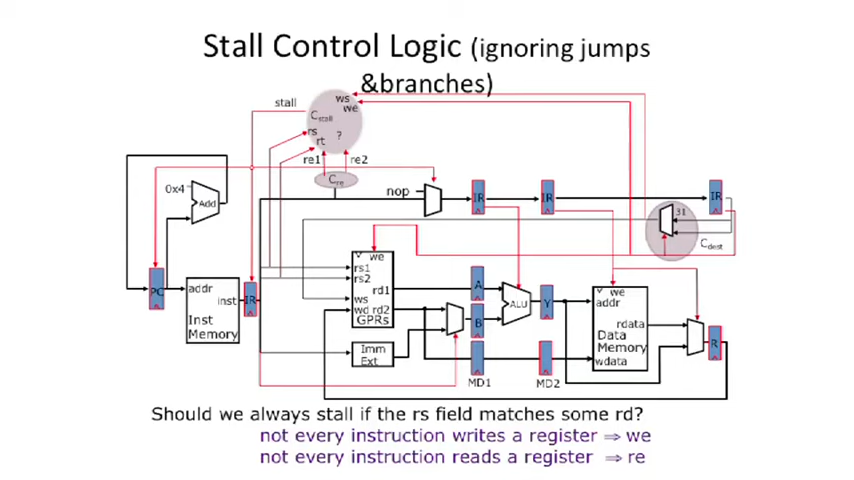 Stall Control Logic (ignoring jumps
&branches)
stall
ws
we
Cstall
rs
rt
?
re1
re2
Cre
0x4
Add
nop
IR
IR
IR
31
Cdest
we
rs1
rs2
rd1
ws
wd rd2
GPRs
PC
addr
inst
IR
Inst
Memory
A
B
ALU
Y
we
addr
rdata
Data
Memory
wdata
R
Imm
Ext
MD1
MD2
Should we always stall if the rs field matches some rd?
not every instruction writes a register ⇒ we
not every instruction reads a register ⇒ re